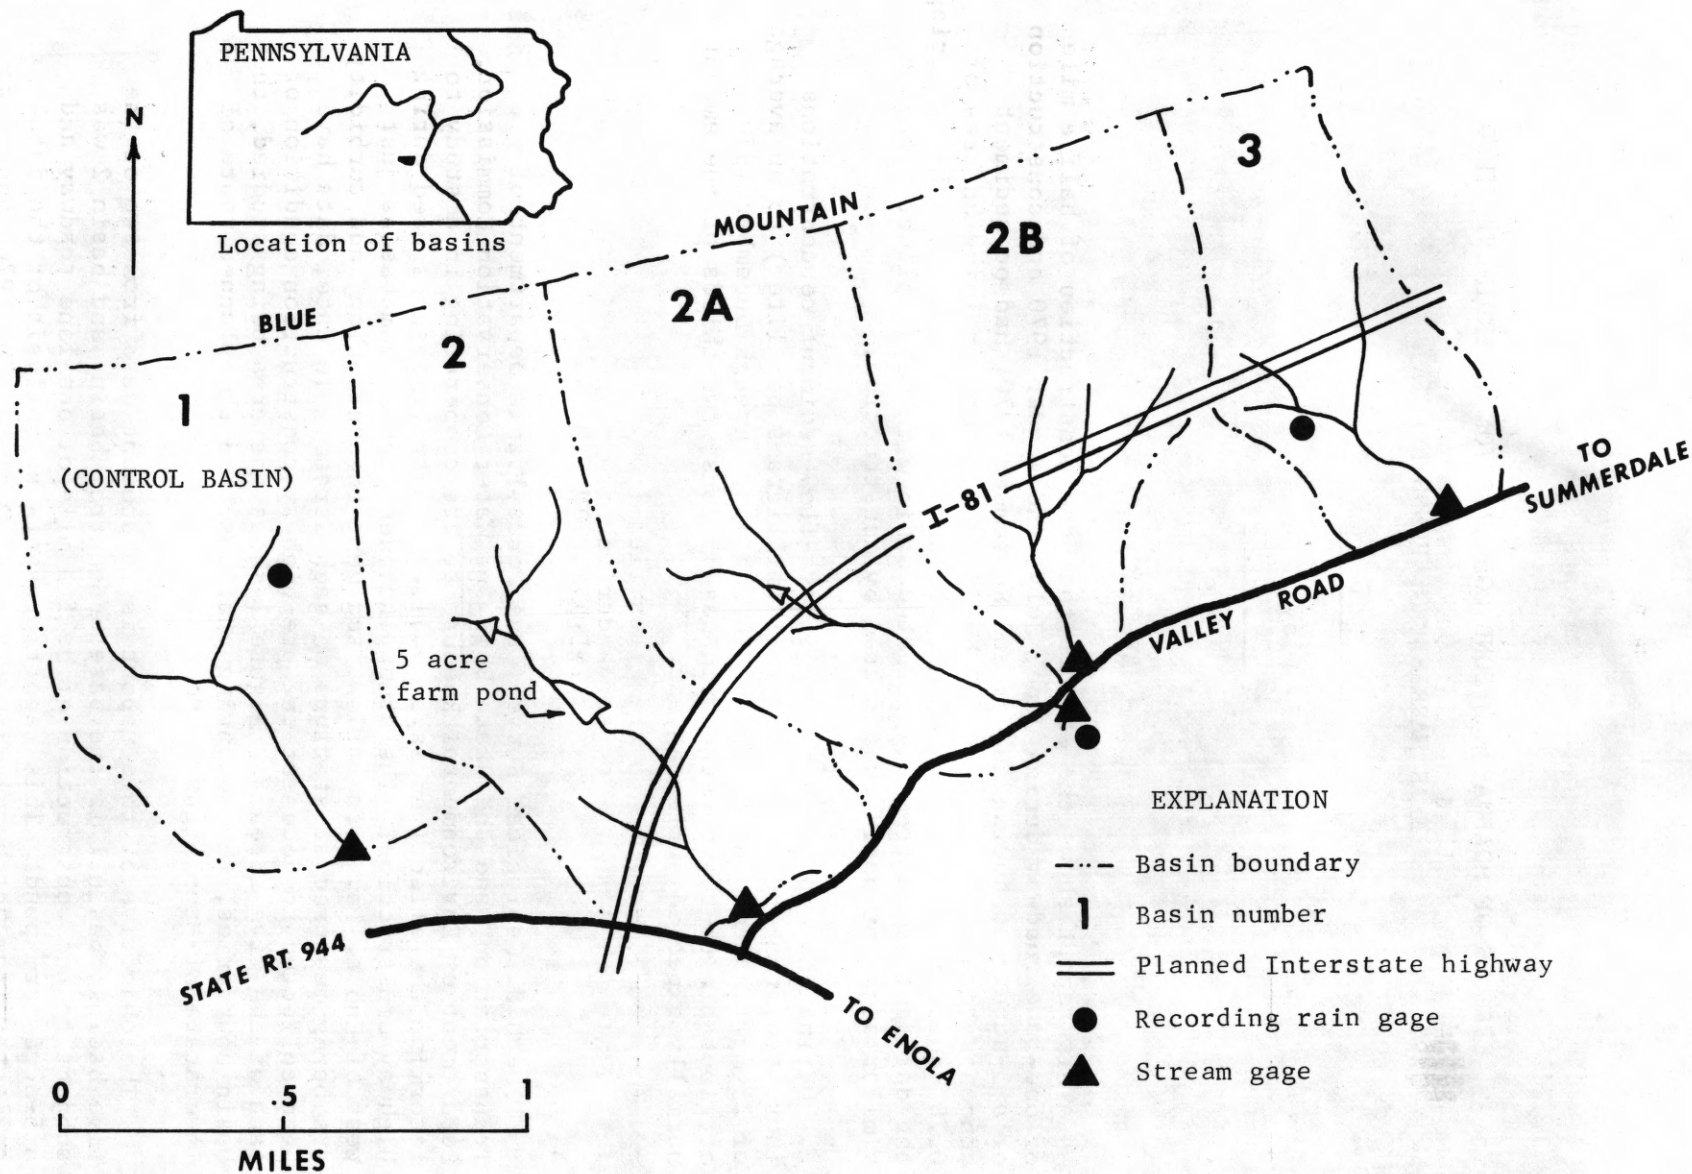 PENNSYLVANIA
N
Location of basins
3
MOUNTAIN
2B
2A
BLUE
2
1
(CONTROL BASIN)
I-81
TO
SUMMERDALE
VALLEY ROAD
5 acre
farm pond
STATE RT. 944
TO ENOLA
EXPLANATION
Basin boundary
1 Basin number
Planned Interstate highway
Recording rain gage
Stream gage
0 .5 1
MILES